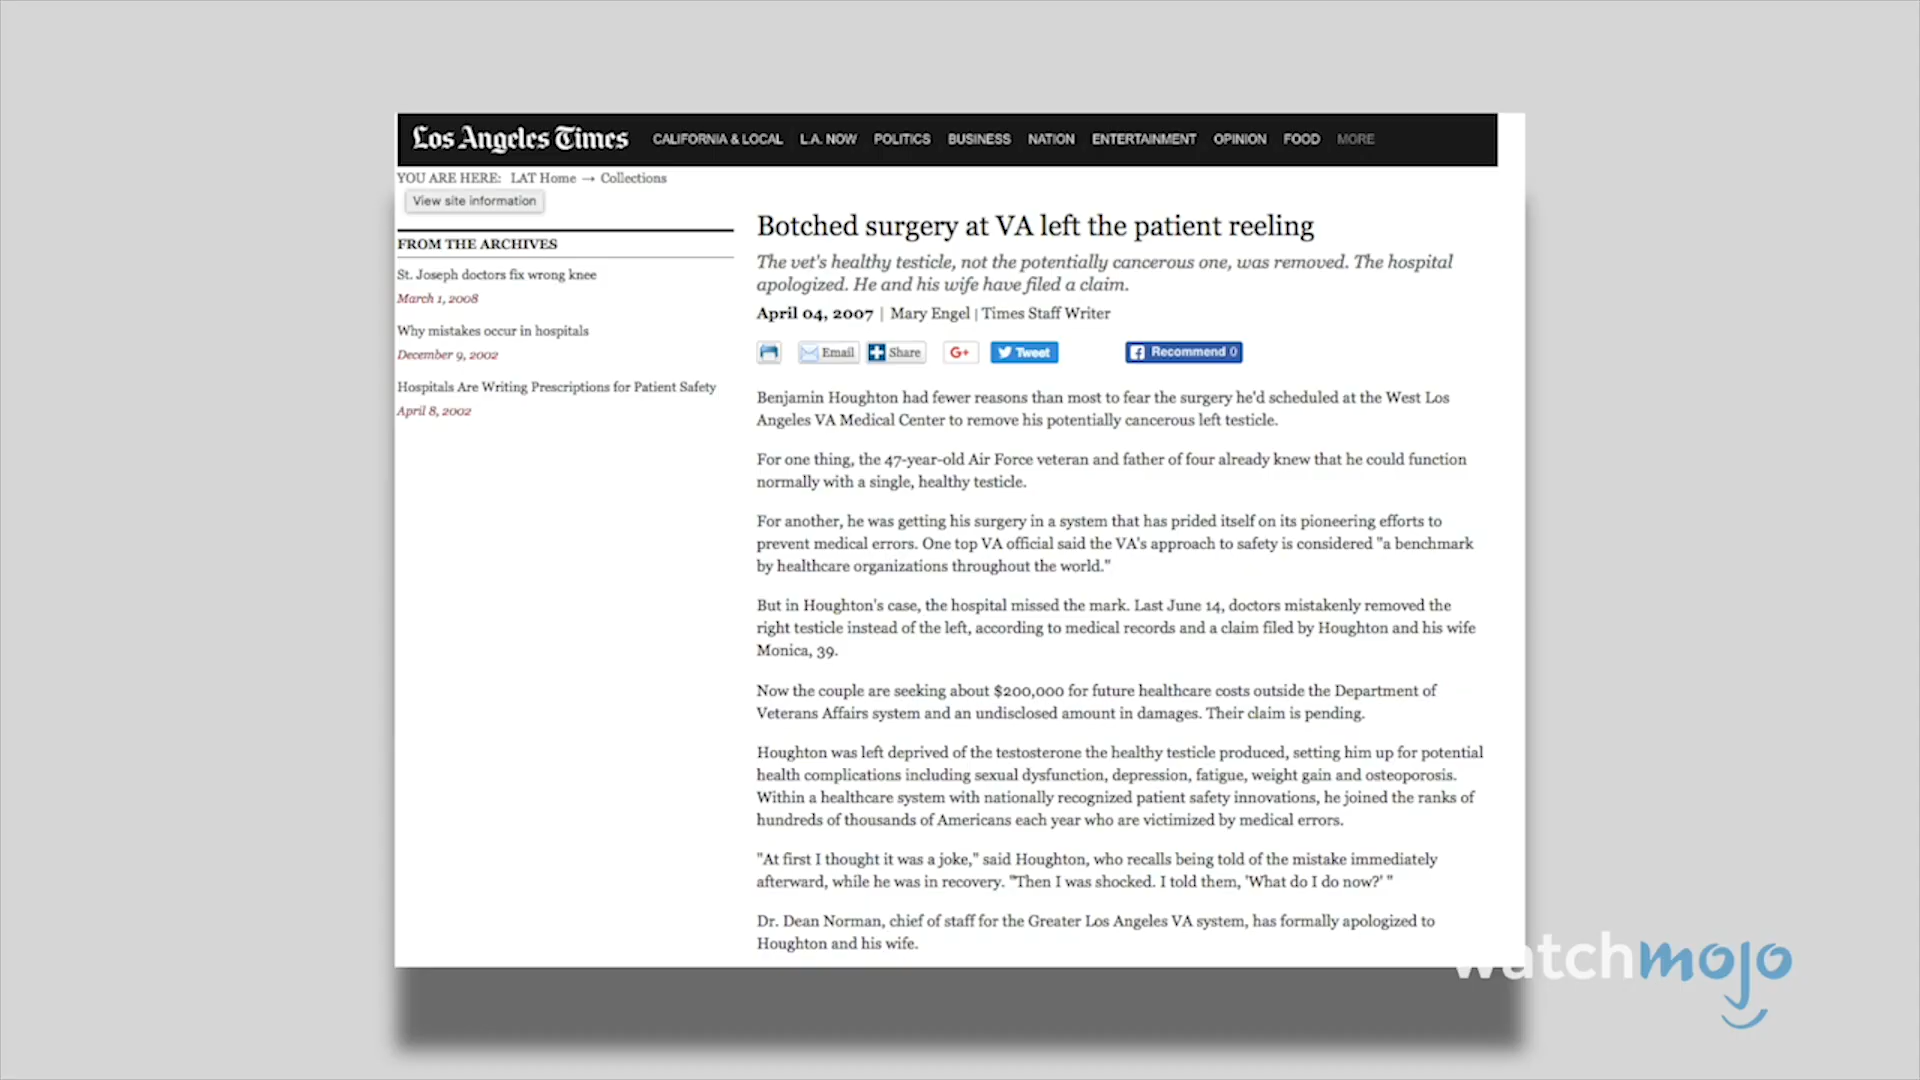 Los Angeles Times CALIFORNIA & LOCAL L.A. NOW POLITICS BUSINESS NATION ENTERTAINMENT OPINION FOOD MORE
YOU ARE HERE: LAT Home → Collections
View site information
FROM THE ARCHIVES
St. Joseph doctors fix wrong knee
March 1, 2008
Why mistakes occur in hospitals
December 9, 2002
Hospitals Are Writing Prescriptions for Patient Safety
April 8, 2002
Botched surgery at VA left the patient reeling
The vet's healthy testicle, not the potentially cancerous one, was removed. The hospital
apologized. He and his wife have filed a claim.
April 04, 2007 | Mary Engel | Times Staff Writer
Email Share G+ Tweet Recommend 0
Benjamin Houghton had fewer reasons than most to fear the surgery he'd scheduled at the West Los
Angeles VA Medical Center to remove his potentially cancerous left testicle.
For one thing, the 47-year-old Air Force veteran and father of four already knew that he could function
normally with a single, healthy testicle.
For another, he was getting his surgery in a system that has prided itself on its pioneering efforts to
prevent medical errors. One top VA official said the VA's approach to safety is considered "a benchmark
by healthcare organizations throughout the world."
But in Houghton's case, the hospital missed the mark. Last June 14, doctors mistakenly removed the
right testicle instead of the left, according to medical records and a claim filed by Houghton and his wife
Monica, 39.
Now the couple are seeking about $200,000 for future healthcare costs outside the Department of
Veterans Affairs system and an undisclosed amount in damages. Their claim is pending.
Houghton was left deprived of the testosterone the healthy testicle produced, setting him up for potential
health complications including sexual dysfunction, depression, fatigue, weight gain and osteoporosis.
Within a healthcare system with nationally recognized patient safety innovations, he joined the ranks of
hundreds of thousands of Americans each year who are victimized by medical errors.
"At first I thought it was a joke," said Houghton, who recalls being told of the mistake immediately
afterward, while he was in recovery. "Then I was shocked. I told them, 'What do I do now?' "
Dr. Dean Norman, chief of staff for the Greater Los Angeles VA system, has formally apologized to
Houghton and his wife.
watchmojo